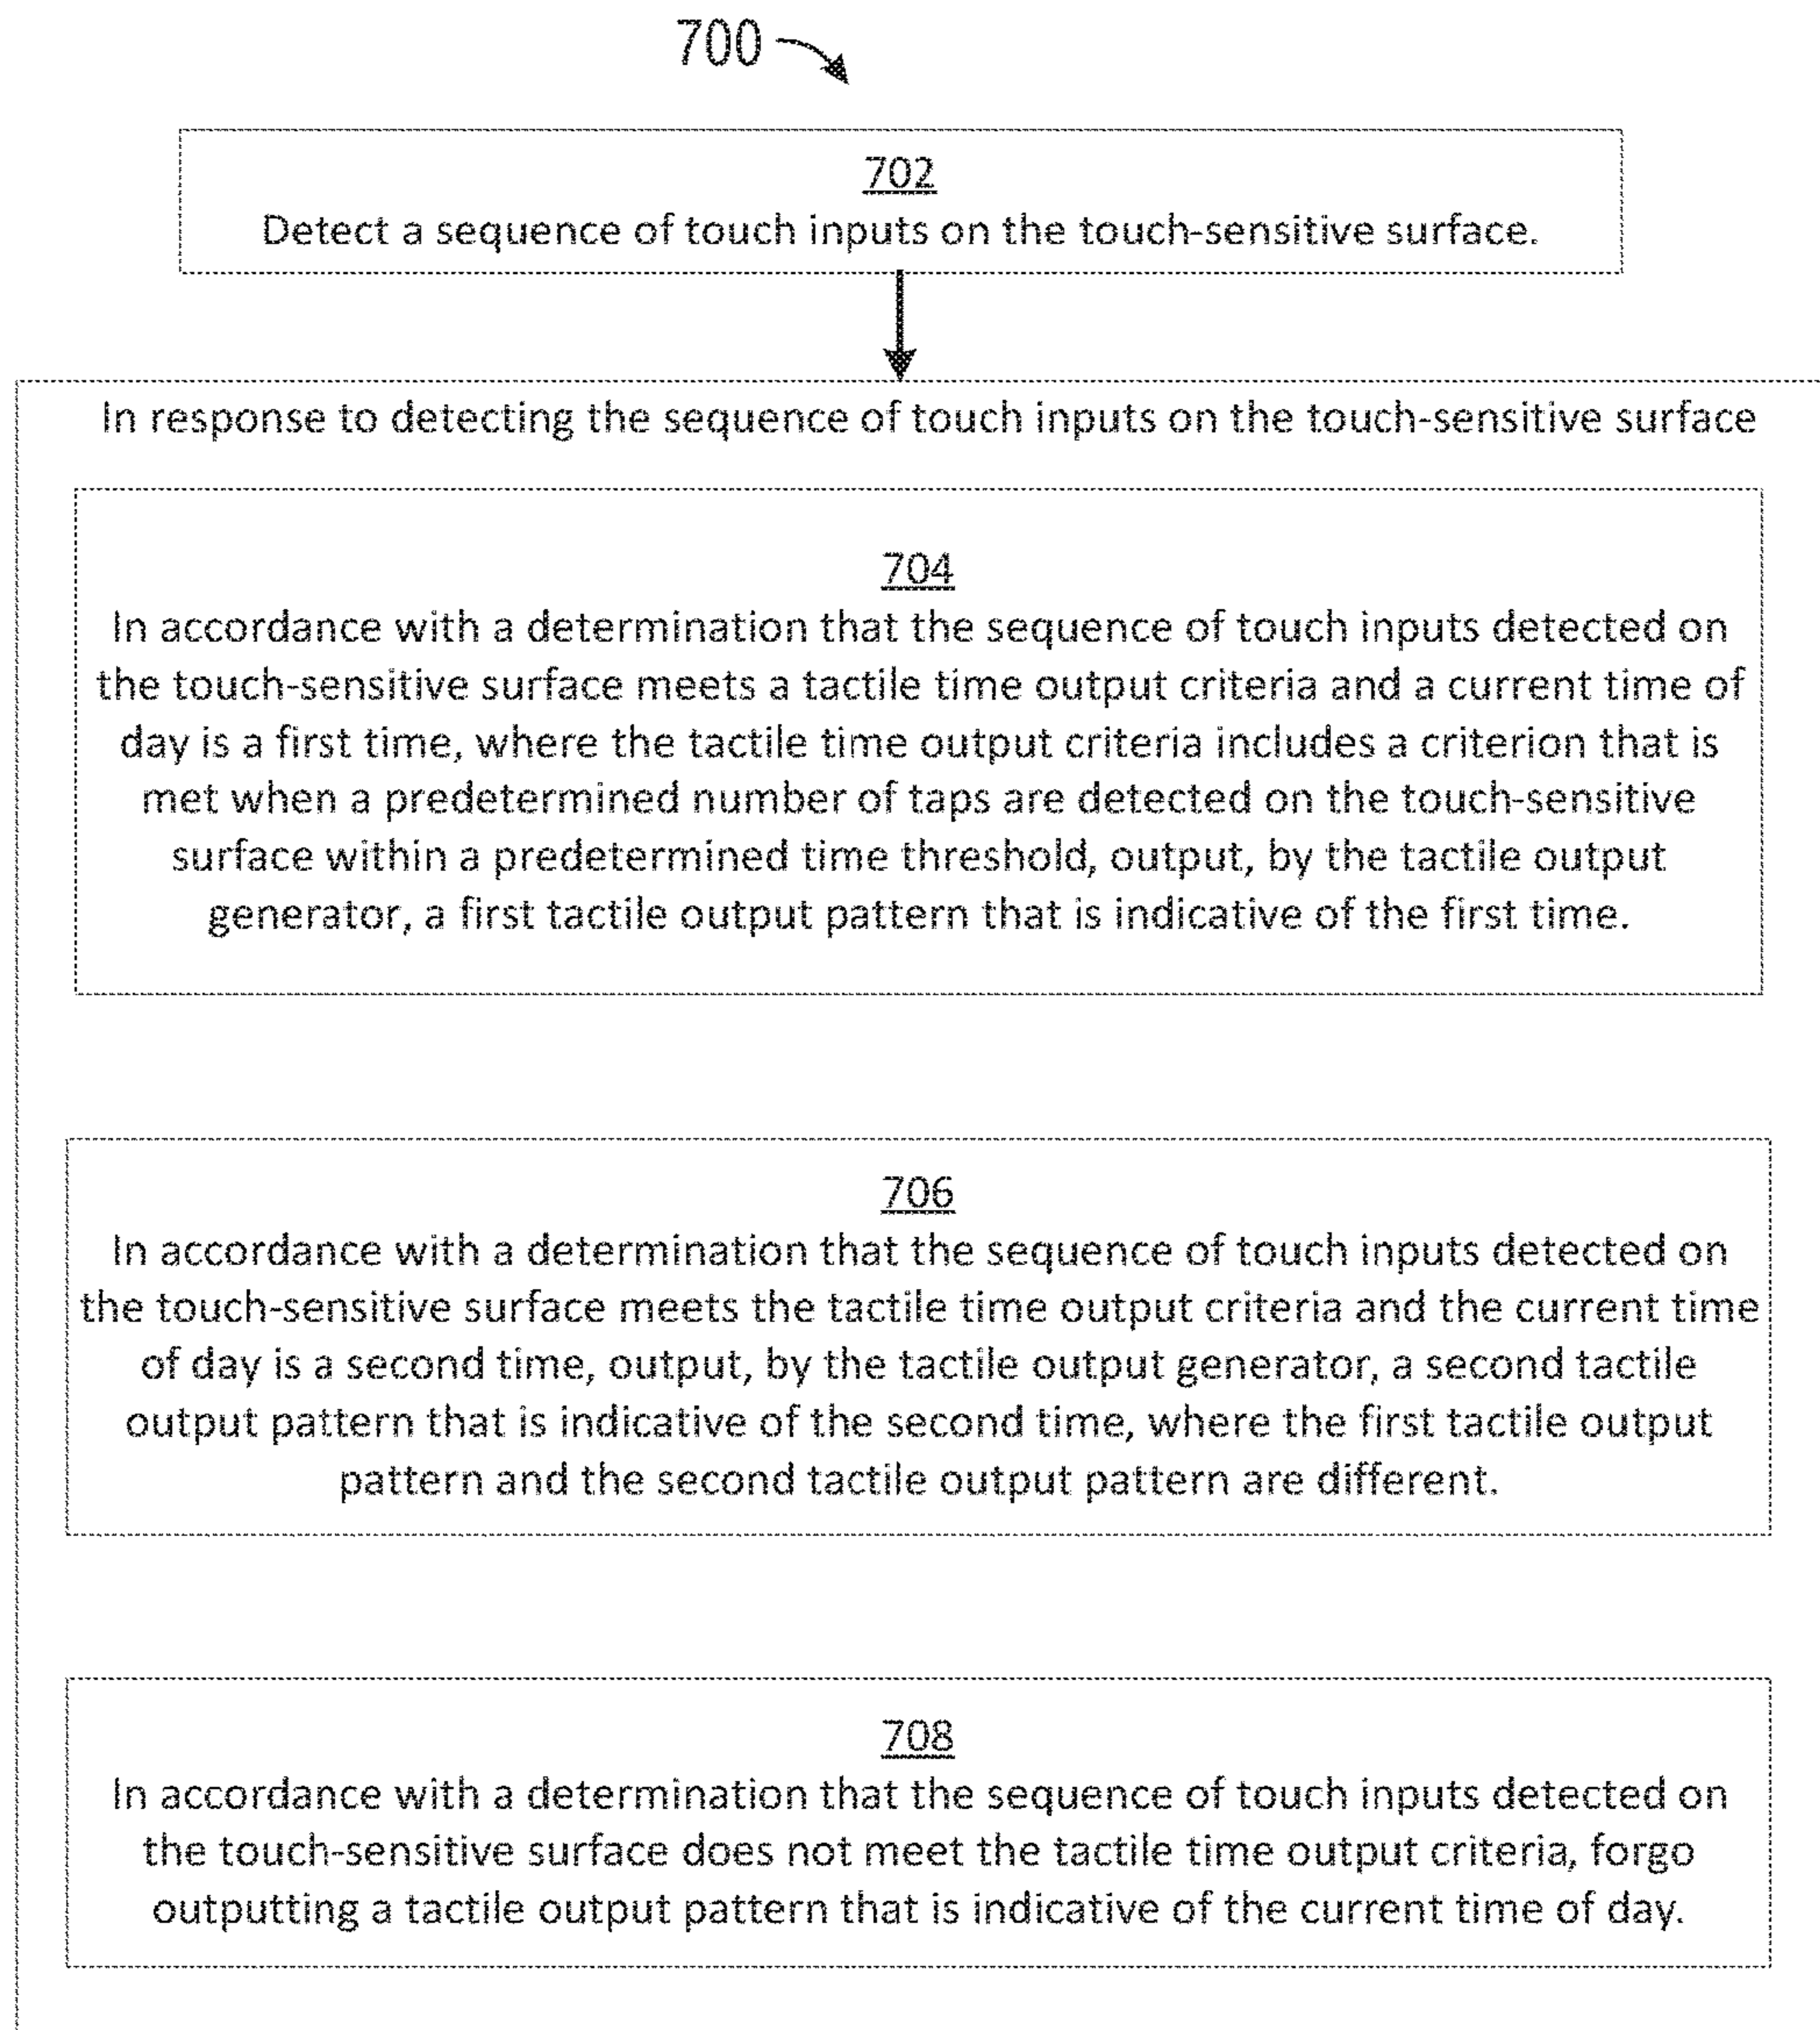 700
702
Detect a sequence of touch inputs on the touch-sensitive surface.
In response to detecting the sequence of touch inputs on the touch-sensitive surface
704
In accordance with a determination that the sequence of touch inputs detected on
the touch-sensitive surface meets a tactile time output criteria and a current time of
day is a first time, where the tactile time output criteria includes a criterion that is
met when a predetermined number of taps are detected on the touch-sensitive
surface within a predetermined time threshold, output, by the tactile output
generator, a first tactile output pattern that is indicative of the first time.
706
In accordance with a determination that the sequence of touch inputs detected on
the touch-sensitive surface meets the tactile time output criteria and the current time
of day is a second time, output, by the tactile output generator, a second tactile
output pattern that is indicative of the second time, where the first tactile output
pattern and the second tactile output pattern are different.
708
In accordance with a determination that the sequence of touch inputs detected on
the touch-sensitive surface does not meet the tactile time output criteria, forgo
outputting a tactile output pattern that is indicative of the current time of day.